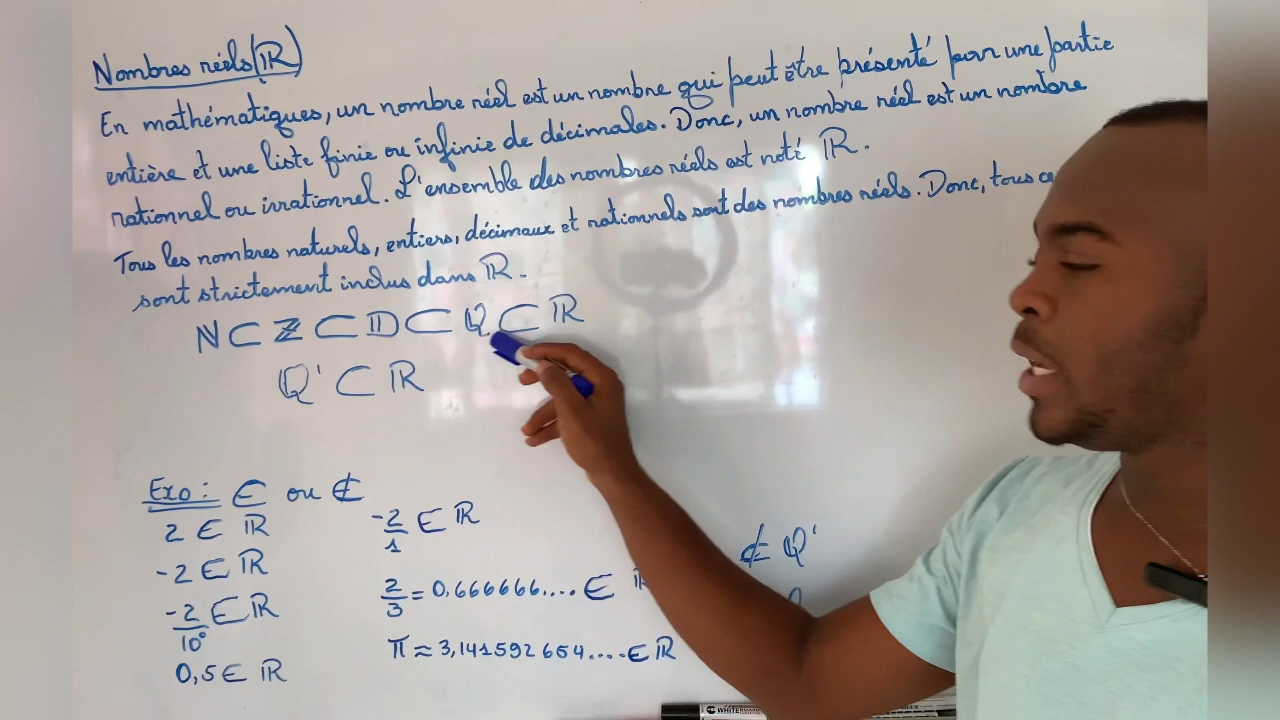 Nombres réels (ℝ)
En mathématiques, un nombre réel est un nombre qui peut être présenté par une partie
entière et une liste finie ou infinie de décimales. Donc, un nombre réel est un nombre
rationnel ou irrationnel. L'ensemble des nombres réels est noté ℝ.
Tous les nombres naturels, entiers, décimaux et rationnels sont des nombres réels. Donc, tous ce
sont strictement inclus dans ℝ.
ℕ ⊂ ℤ ⊂ 𝔻 ⊂ ℚ ⊂ ℝ
ℚ' ⊂ ℝ
Exo : ∈ ou ∉
2 ∈ ℝ
-2 ∈ ℝ
-2/10⁰ ∈ ℝ
0,5 ∈ ℝ
-2/1 ∈ ℝ
2/3 = 0,666666.... ∈ ℝ
π ≈ 3,141592654.... ∈ ℝ
∉ ℚ'
WHITEBOARD